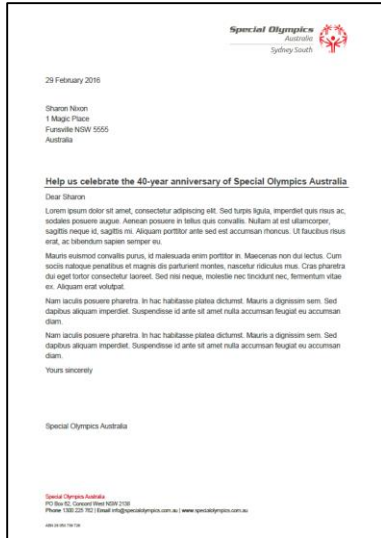 Special Olympics
Australia
Sydney South
29 February 2016
Sharon Nixon
1 Magic Place
Funsville NSW 5555
Australia
Help us celebrate the 40-year anniversary of Special Olympics Australia
Dear Sharon
Lorem ipsum dolor sit amet, consectetur adipiscing elit. Sed turpis ligula, imperdiet quis risus ac,
sodales posuere augue. Aenean posuere in tellus quis convallis. Nullam at est ullamcorper,
sagittis neque id, sagittis mi. Aliquam porttitor ante sed est accumsan rhoncus. Ut faucibus risus
erat, ac bibendum sapien semper eu.
Mauris euismod convallis purus, id malesuada enim porttitor in. Maecenas non dui lectus. Cum
sociis natoque penatibus et magnis dis parturient montes, nascetur ridiculus mus. Cras pharetra
dui eget tortor consectetur laoreet. Sed nisi neque, molestie nec tincidunt nec, fermentum vitae
ex. Aliquam erat volutpat.
Nam iaculis posuere pharetra. In hac habitasse platea dictumst. Mauris a dignissim sem. Sed
dapibus aliquam imperdiet. Suspendisse id ante sit amet nulla accumsan feugiat eu accumsan
diam.
Nam iaculis posuere pharetra. In hac habitasse platea dictumst. Mauris a dignissim sem. Sed
dapibus aliquam imperdiet. Suspendisse id ante sit amet nulla accumsan feugiat eu accumsan
diam.
Yours sincerely
Special Olympics Australia
Special Olympics Australia
PO Box 62, Concord West NSW 2138
Phone 1300 225 762 | Email info@specialolympics.com.au | www.specialolympics.com.au